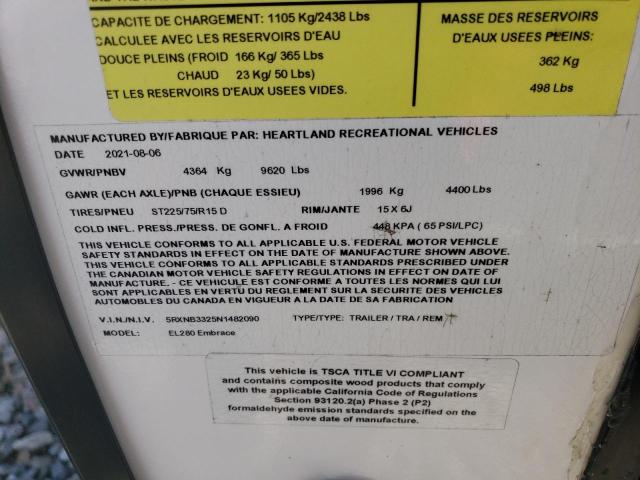 CAPACITE DE CHARGEMENT: 1105 Kg/2438 Lbs
CALCULEE AVEC LES RESERVOIRS D'EAU
DOUCE PLEINS (FROID 166 Kg/ 365 Lbs
CHAUD 23 Kg/ 50 Lbs)
ET LES RESERVOIRS D'EAUX USEES VIDES.
MASSE DES RESERVOIRS
D'EAUX USEES PLEINS:
362 Kg
498 Lbs
MANUFACTURED BY/FABRIQUE PAR: HEARTLAND RECREATIONAL VEHICLES
DATE 2021-08-06
GVWR/PNBV 4364 Kg 9620 Lbs
GAWR (EACH AXLE)/PNB (CHAQUE ESSIEU) 1996 Kg 4400 Lbs
TIRES/PNEU ST225/75/R15 D RIM/JANTE 15 X 6J
COLD INFL. PRESS./PRESS. DE GONFL. A FROID 448 KPA ( 65 PSI/LPC)
THIS VEHICLE CONFORMS TO ALL APPLICABLE U.S. FEDERAL MOTOR VEHICLE
SAFETY STANDARDS IN EFFECT ON THE DATE OF MANUFACTURE SHOWN ABOVE.
THIS VEHICLE CONFORMS TO ALL APPLICABLE STANDARDS PRESCRIBED UNDER
THE CANADIAN MOTOR VEHICLE SAFETY REGULATIONS IN EFFECT ON DATE OF
MANUFACTURE. - CE VEHICULE EST CONFORME A TOUTES LES NORMES QUI LUI
SONT APPLICABLES EN VERTU DU REGLEMENT SUR LA SECURITE DES VEHICLES
AUTOMOBILES DU CANADA EN VIGUEUR A LA DATE DE SA FABRICATION
V.I.N./N.I.V. 5RXNB3325N1482090 TYPE/TYPE: TRAILER / TRA / REM
MODEL: EL280 Embrace
This vehicle is TSCA TITLE VI COMPLIANT
and contains composite wood products that comply
with the applicable California Code of Regulations
Section 93120.2(a) Phase 2 (P2)
formaldehyde emission standards specified on the
above date of manufacture.